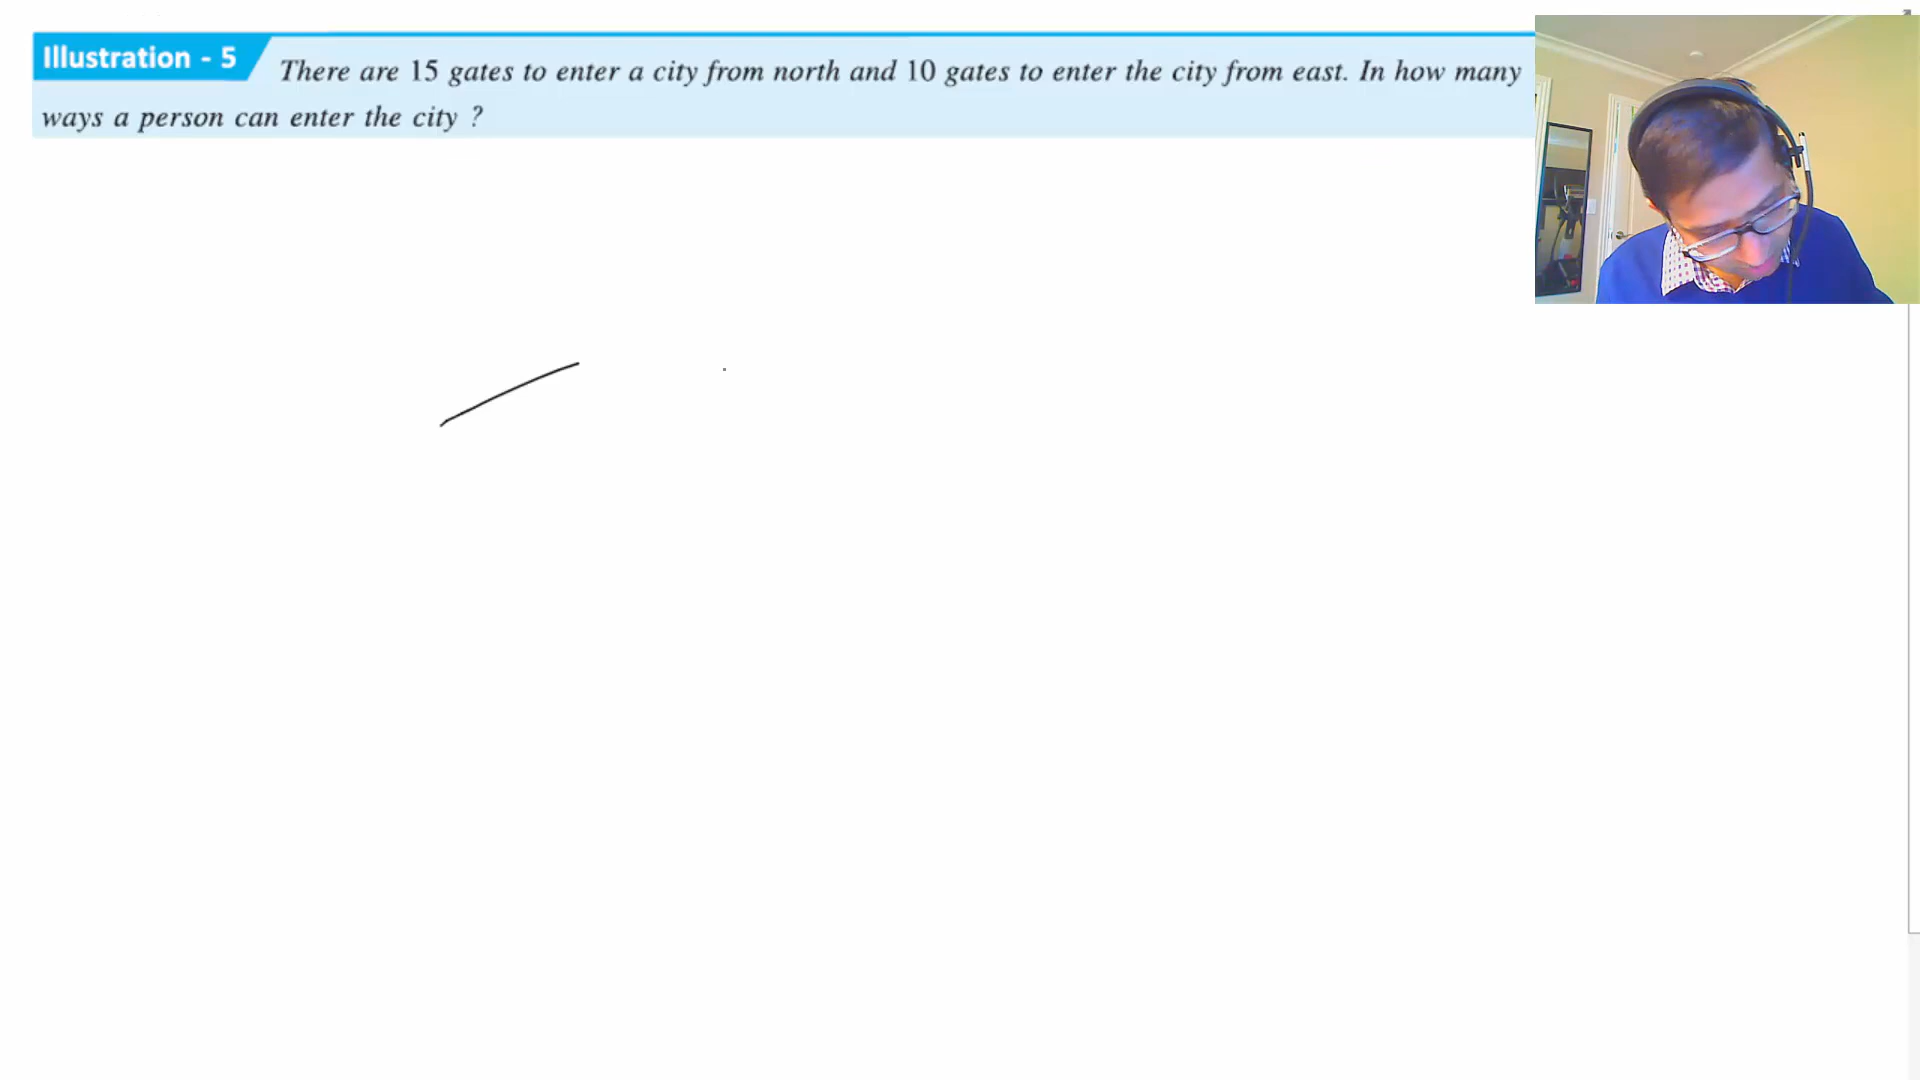 Illustration - 5 There are 15 gates to enter a city from north and 10 gates to enter the city from east. In how many
ways a person can enter the city ?